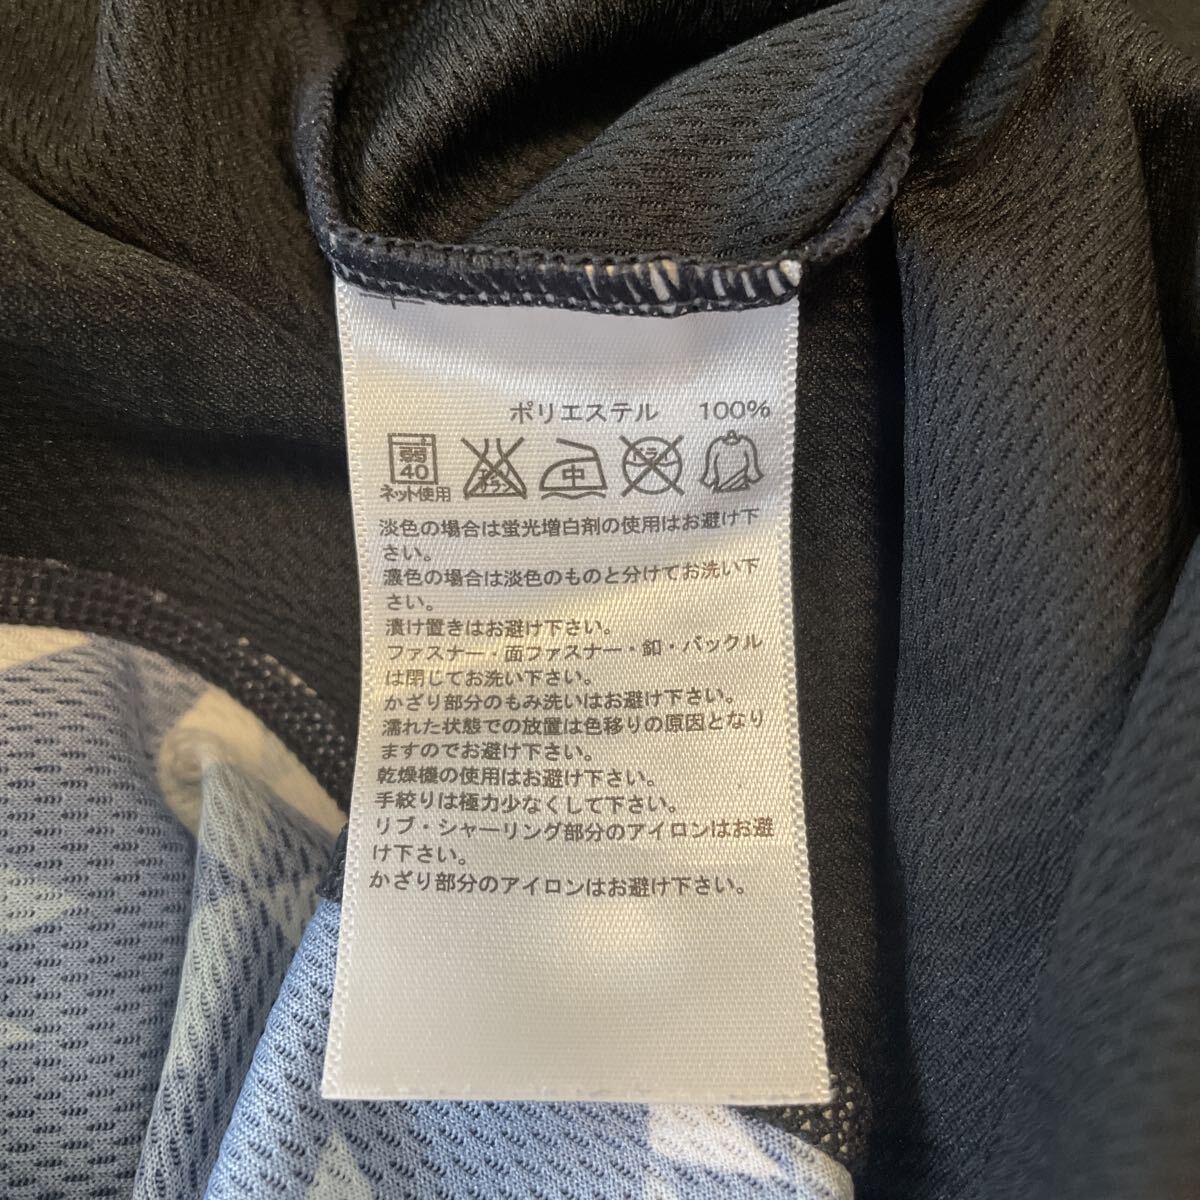 ポリエステル 100%
弱 40 エンソ サラシ 中 ドライ
ネット使用
淡色の場合は蛍光増白剤の使用はお避け下
さい。
濃色の場合は淡色のものと分けてお洗い下
さい。
漬け置きはお避け下さい。
ファスナー・面ファスナー・釦・バックル
は閉じてお洗い下さい。
かざり部分のもみ洗いはお避け下さい。
濡れた状態での放置は色移りの原因となり
ますのでお避け下さい。
乾燥機の使用はお避け下さい。
手絞りは極力少なくして下さい。
リブ・シャーリング部分のアイロンはお避
け下さい。
かざり部分のアイロンはお避け下さい。